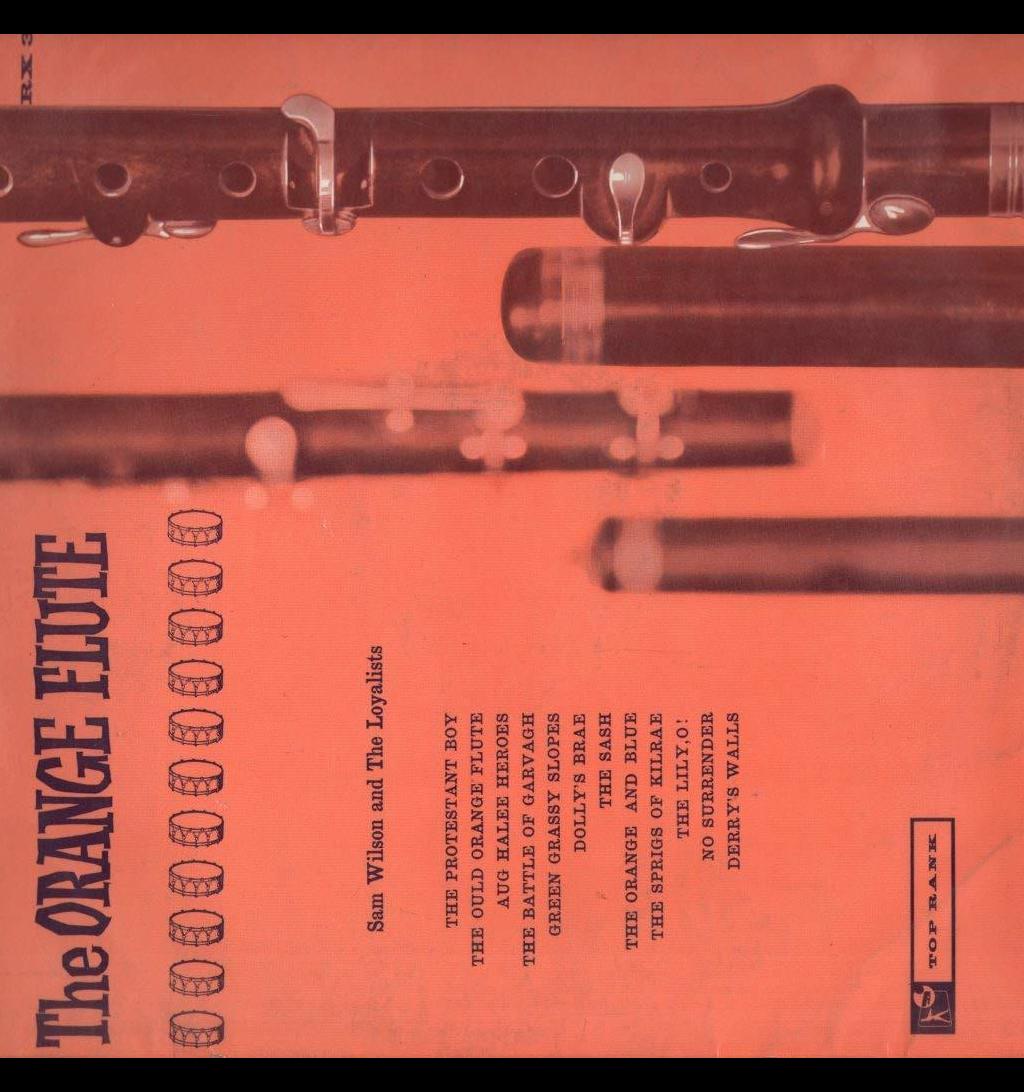 RX 3
The ORANGE FLUTE
Sam Wilson and The Loyalists
THE PROTESTANT BOY
THE OULD ORANGE FLUTE
AUG HALEE HEROES
THE BATTLE OF GARVAGH
GREEN GRASSY SLOPES
DOLLY'S BRAE
THE SASH
THE ORANGE AND BLUE
THE SPRIGS OF KILRAE
THE LILY,O!
NO SURRENDER
DERRY'S WALLS
TOP RANK